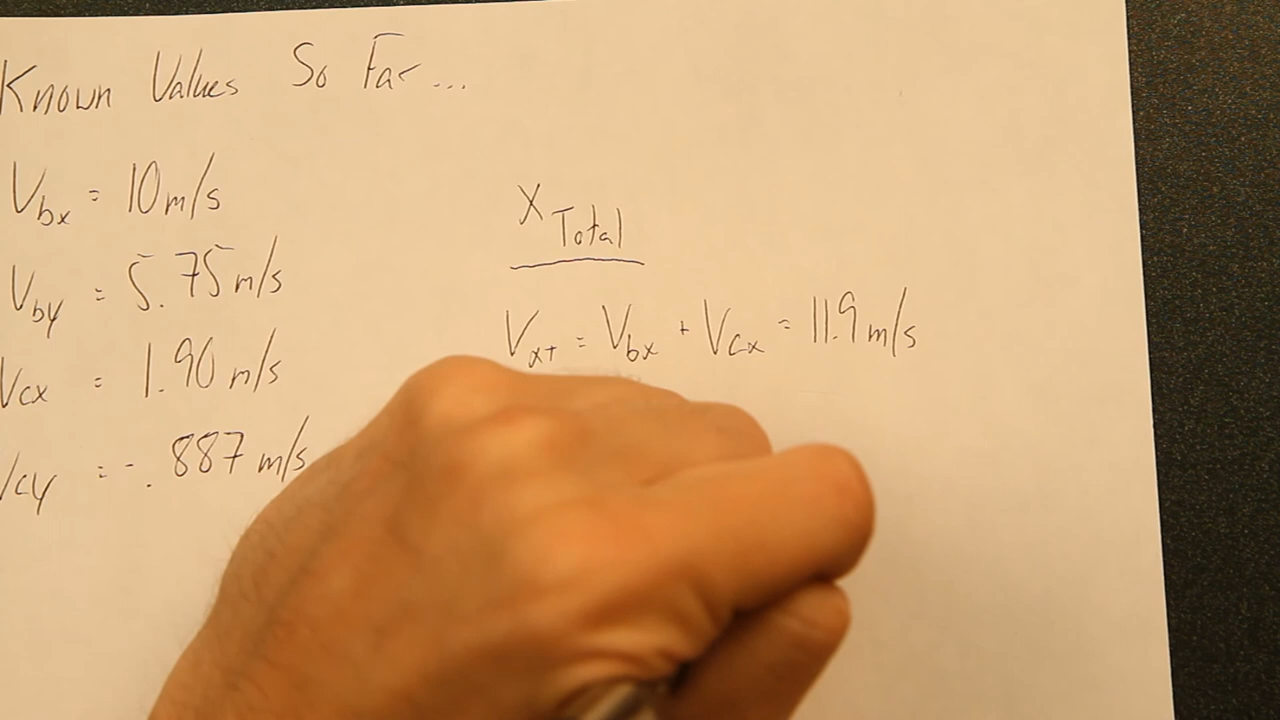 Known Values So Far...
Vbx = 10 m/s
Vby = 5.75 m/s
Vcx = 1.90 m/s
Vcy = -.887 m/s
X Total
Vxt = Vbx + Vcx = 11.9 m/s